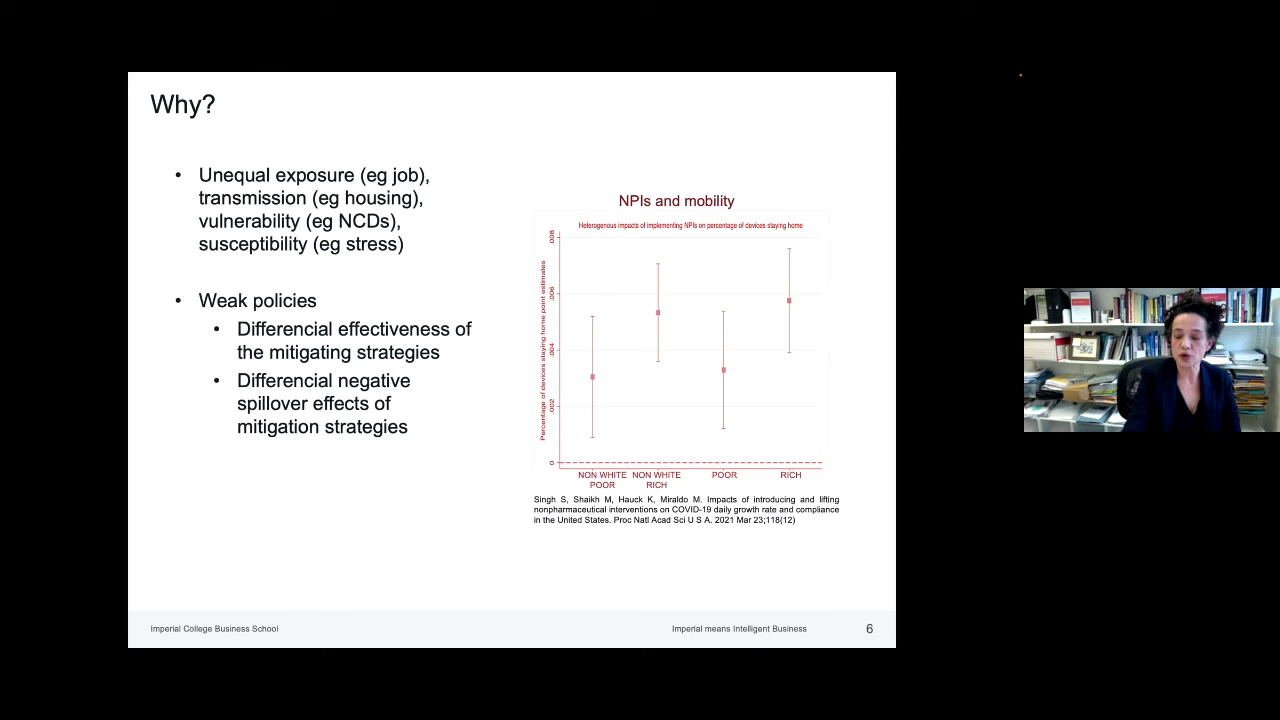 Why?
• Unequal exposure (eg job),
transmission (eg housing),
vulnerability (eg NCDs),
susceptibility (eg stress)
• Weak policies
• Differencial effectiveness of
the mitigating strategies
• Differencial negative
spillover effects of
mitigation strategies
NPIs and mobility
Heterogenous impacts of implementing NPIs on percentage of devices staying home
Percentage of devices staying home point estimates
.008
.006
.004
.002
0
NON WHITE POOR
NON WHITE RICH
POOR
RICH
Singh S, Shaikh M, Hauck K, Miraldo M. Impacts of introducing and lifting
nonpharmaceutical interventions on COVID-19 daily growth rate and compliance
in the United States. Proc Natl Acad Sci U S A. 2021 Mar 23;118(12)
Imperial College Business School
Imperial means Intelligent Business
6